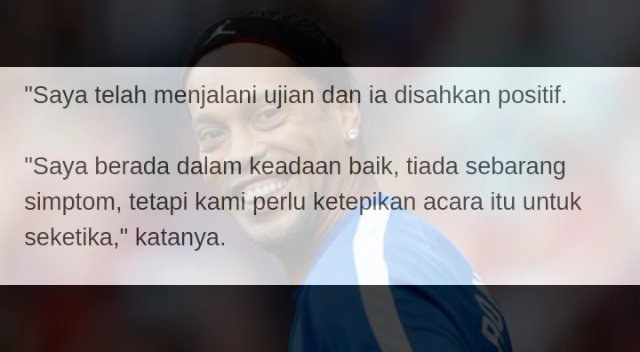 "Saya telah menjalani ujian dan ia disahkan positif.
"Saya berada dalam keadaan baik, tiada sebarang
simptom, tetapi kami perlu ketepikan acara itu untuk
seketika," katanya.